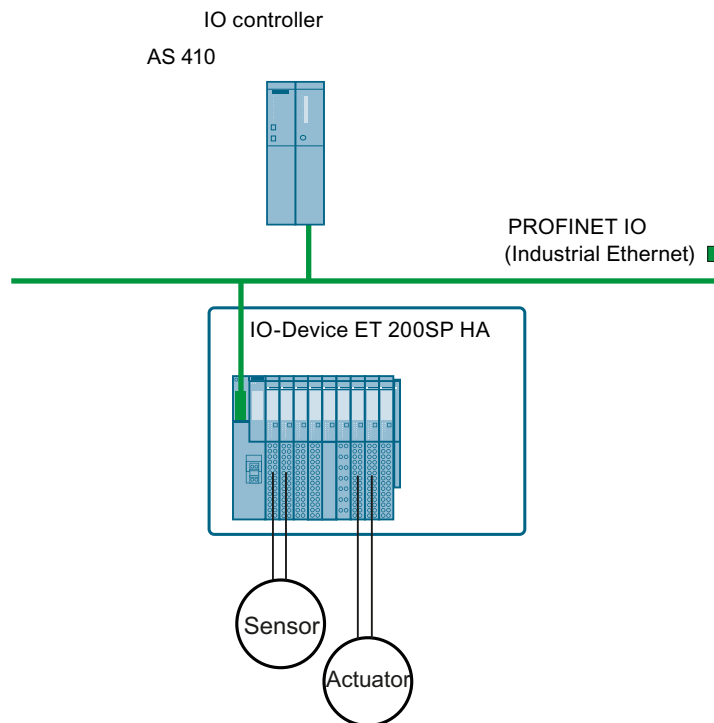 IO controller
AS 410
PROFINET IO
(Industrial Ethernet)
IO-Device ET 200SP HA
Sensor
Actuator